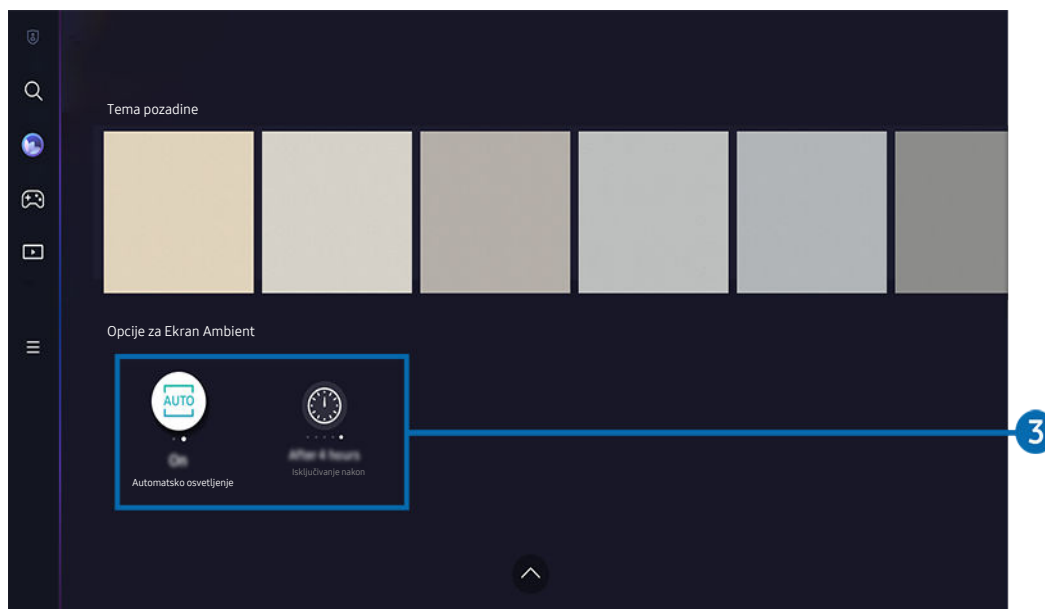 Tema pozadine
Opcije za Ekran Ambient
AUTO
On
After 4 hours
Automatsko osvetljenje
Isključivanje nakon
3